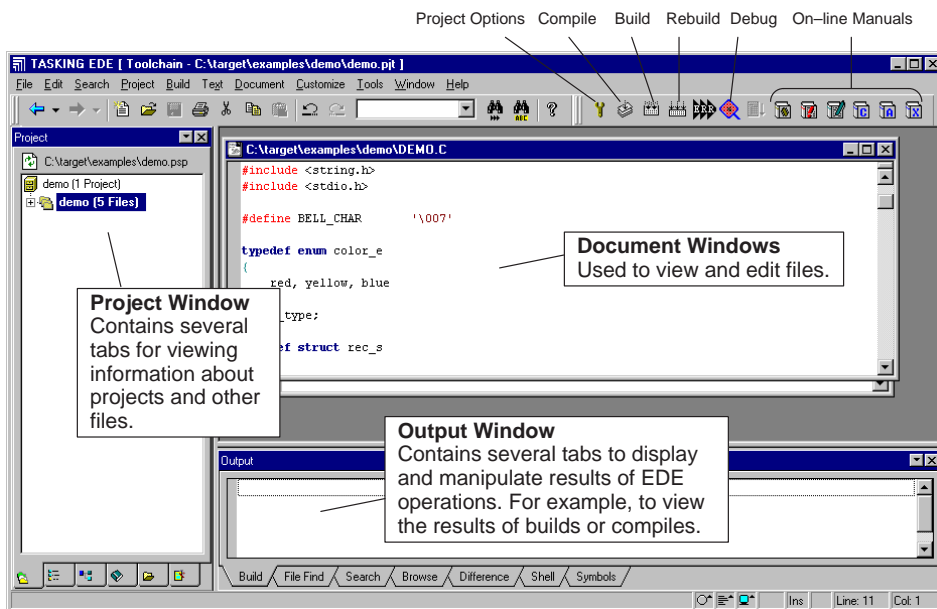 Project Options Compile Build Rebuild Debug On–line Manuals
TASKING EDE [ Toolchain - C:\target\examples\demo\demo.pjt ]
File Edit Search Project Build Text Document Customize Tools Window Help
Project
C:\target\examples\demo.psp
demo (1 Project)
demo (5 Files)
C:\target\examples\demo\DEMO.C
#include <string.h>
#include <stdio.h>
#define BELL_CHAR '\007'
typedef enum color_e
{
red, yellow, blue
_type;
ef struct rec_s
Document Windows
Used to view and edit files.
Project Window
Contains several
tabs for viewing
information about
projects and other
files.
Output Window
Contains several tabs to display
and manipulate results of EDE
operations. For example, to view
the results of builds or compiles.
Output
Build File Find Search Browse Difference Shell Symbols
Ins Line: 11 Col: 1